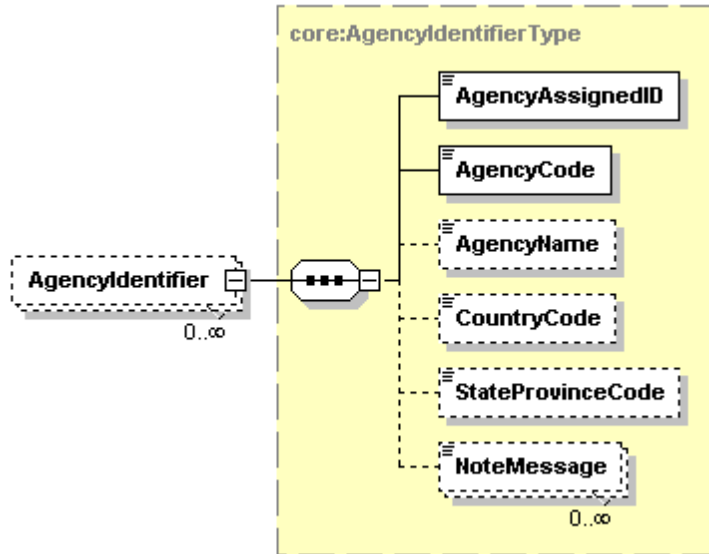 core:AgencyIdentifierType
AgencyAssignedID
AgencyCode
AgencyName
AgencyIdentifier
0..∞
CountryCode
StateProvinceCode
NoteMessage
0..∞